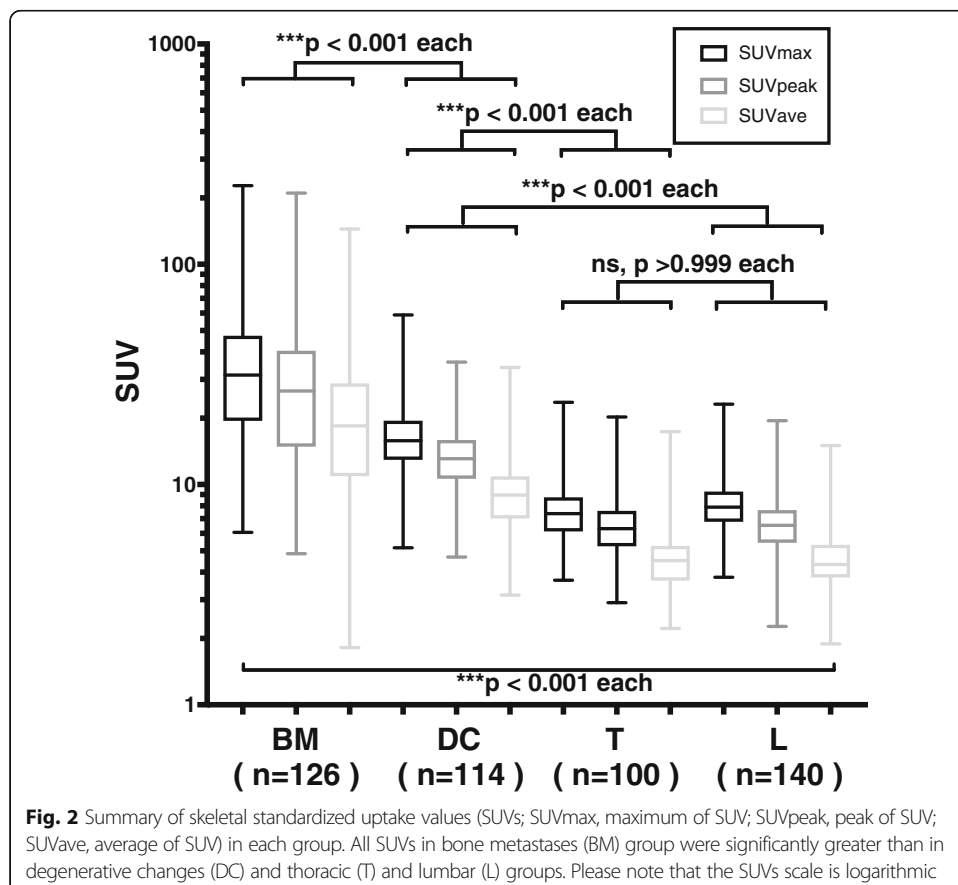 1000
***p < 0.001 each
SUVmax
SUVpeak
SUVave
***p < 0.001 each
***p < 0.001 each
ns, p >0.999 each
100
SUV
10
***p < 0.001 each
1
BM DC T L
( n=126 ) ( n=114 ) ( n=100 ) ( n=140 )
Fig. 2 Summary of skeletal standardized uptake values (SUVs; SUVmax, maximum of SUV; SUVpeak, peak of SUV;
SUVave, average of SUV) in each group. All SUVs in bone metastases (BM) group were significantly greater than in
degenerative changes (DC) and thoracic (T) and lumbar (L) groups. Please note that the SUVs scale is logarithmic